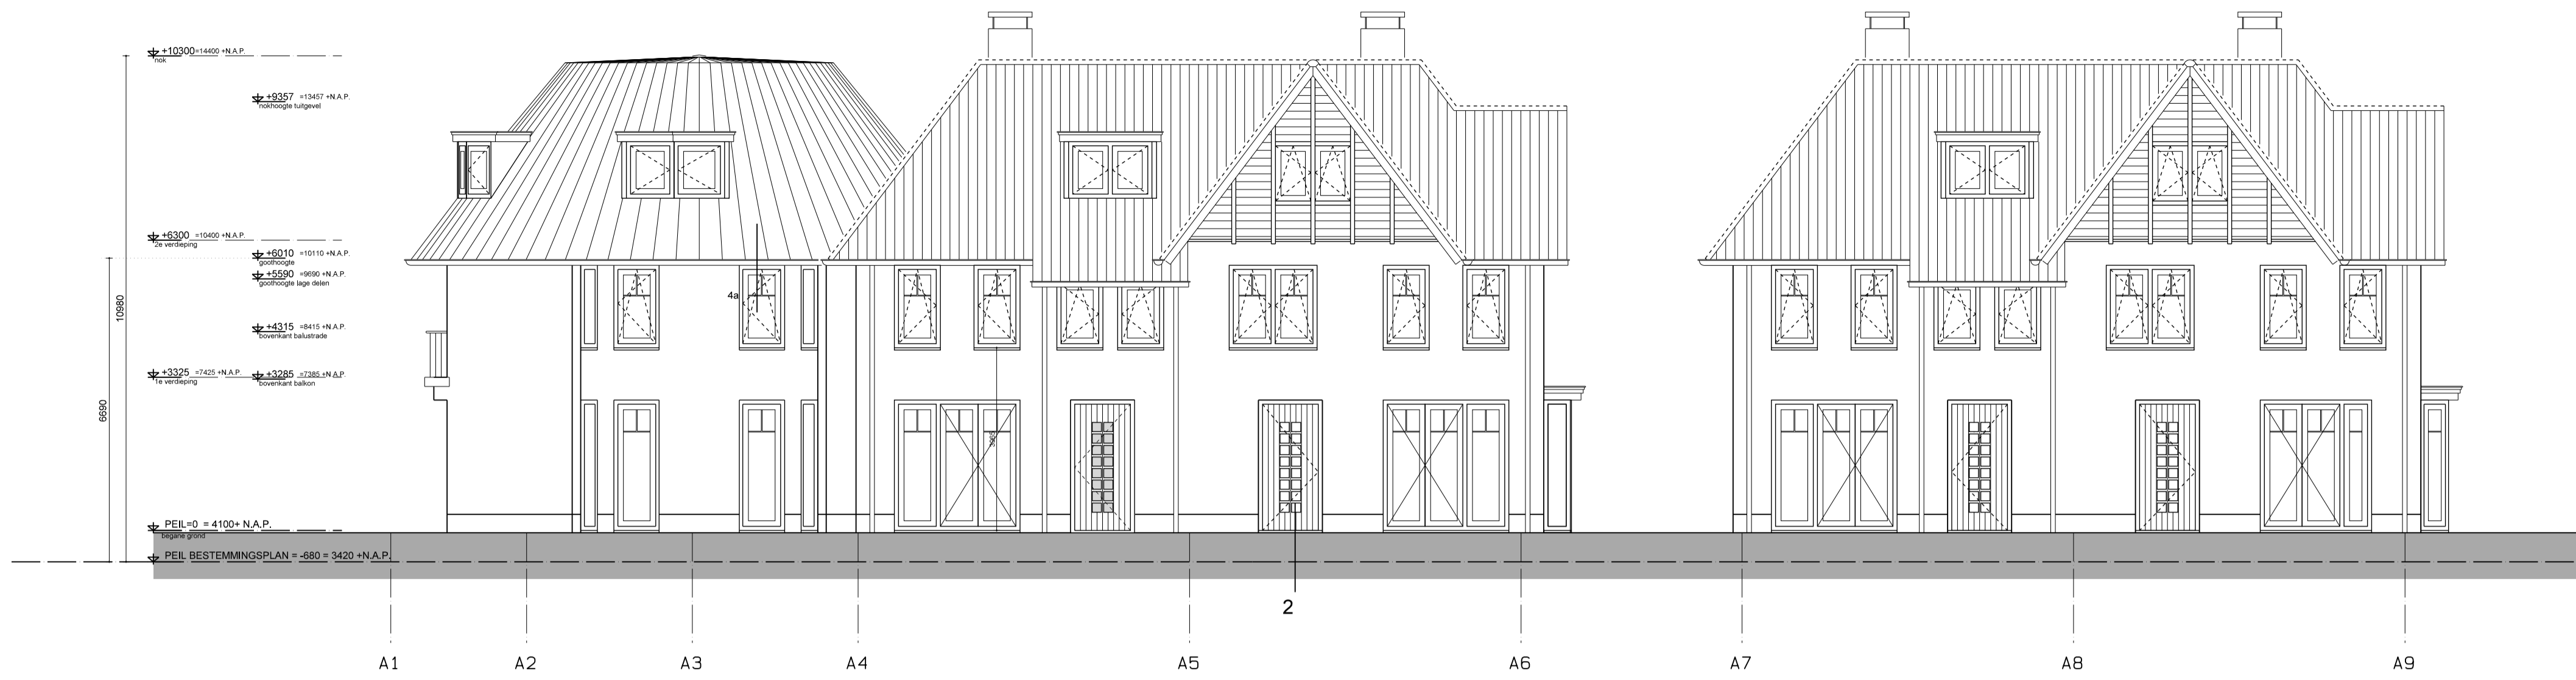 +10300=14400 +N.A.P.
nok
+9357 =13457 +N.A.P.
nokhoogte tuitgevel
+6300 =10400 +N.A.P.
2e verdieping
+6010 =10110 +N.A.P.
goothoogte
+5590 =9690 +N.A.P.
goothoogte lage delen
4a
10980
+4315 =8415 +N.A.P.
bovenkant balustrade
+3325 =7425 +N.A.P.
1e verdieping
+3285 =7385 +N.A.P.
bovenkant balkon
6690
PEIL=0 = 4100+ N.A.P.
begane grond
PEIL BESTEMMINGSPLAN = -680 = 3420 +N.A.P.
2
A1 A2 A3 A4 A5 A6 A7 A8 A9